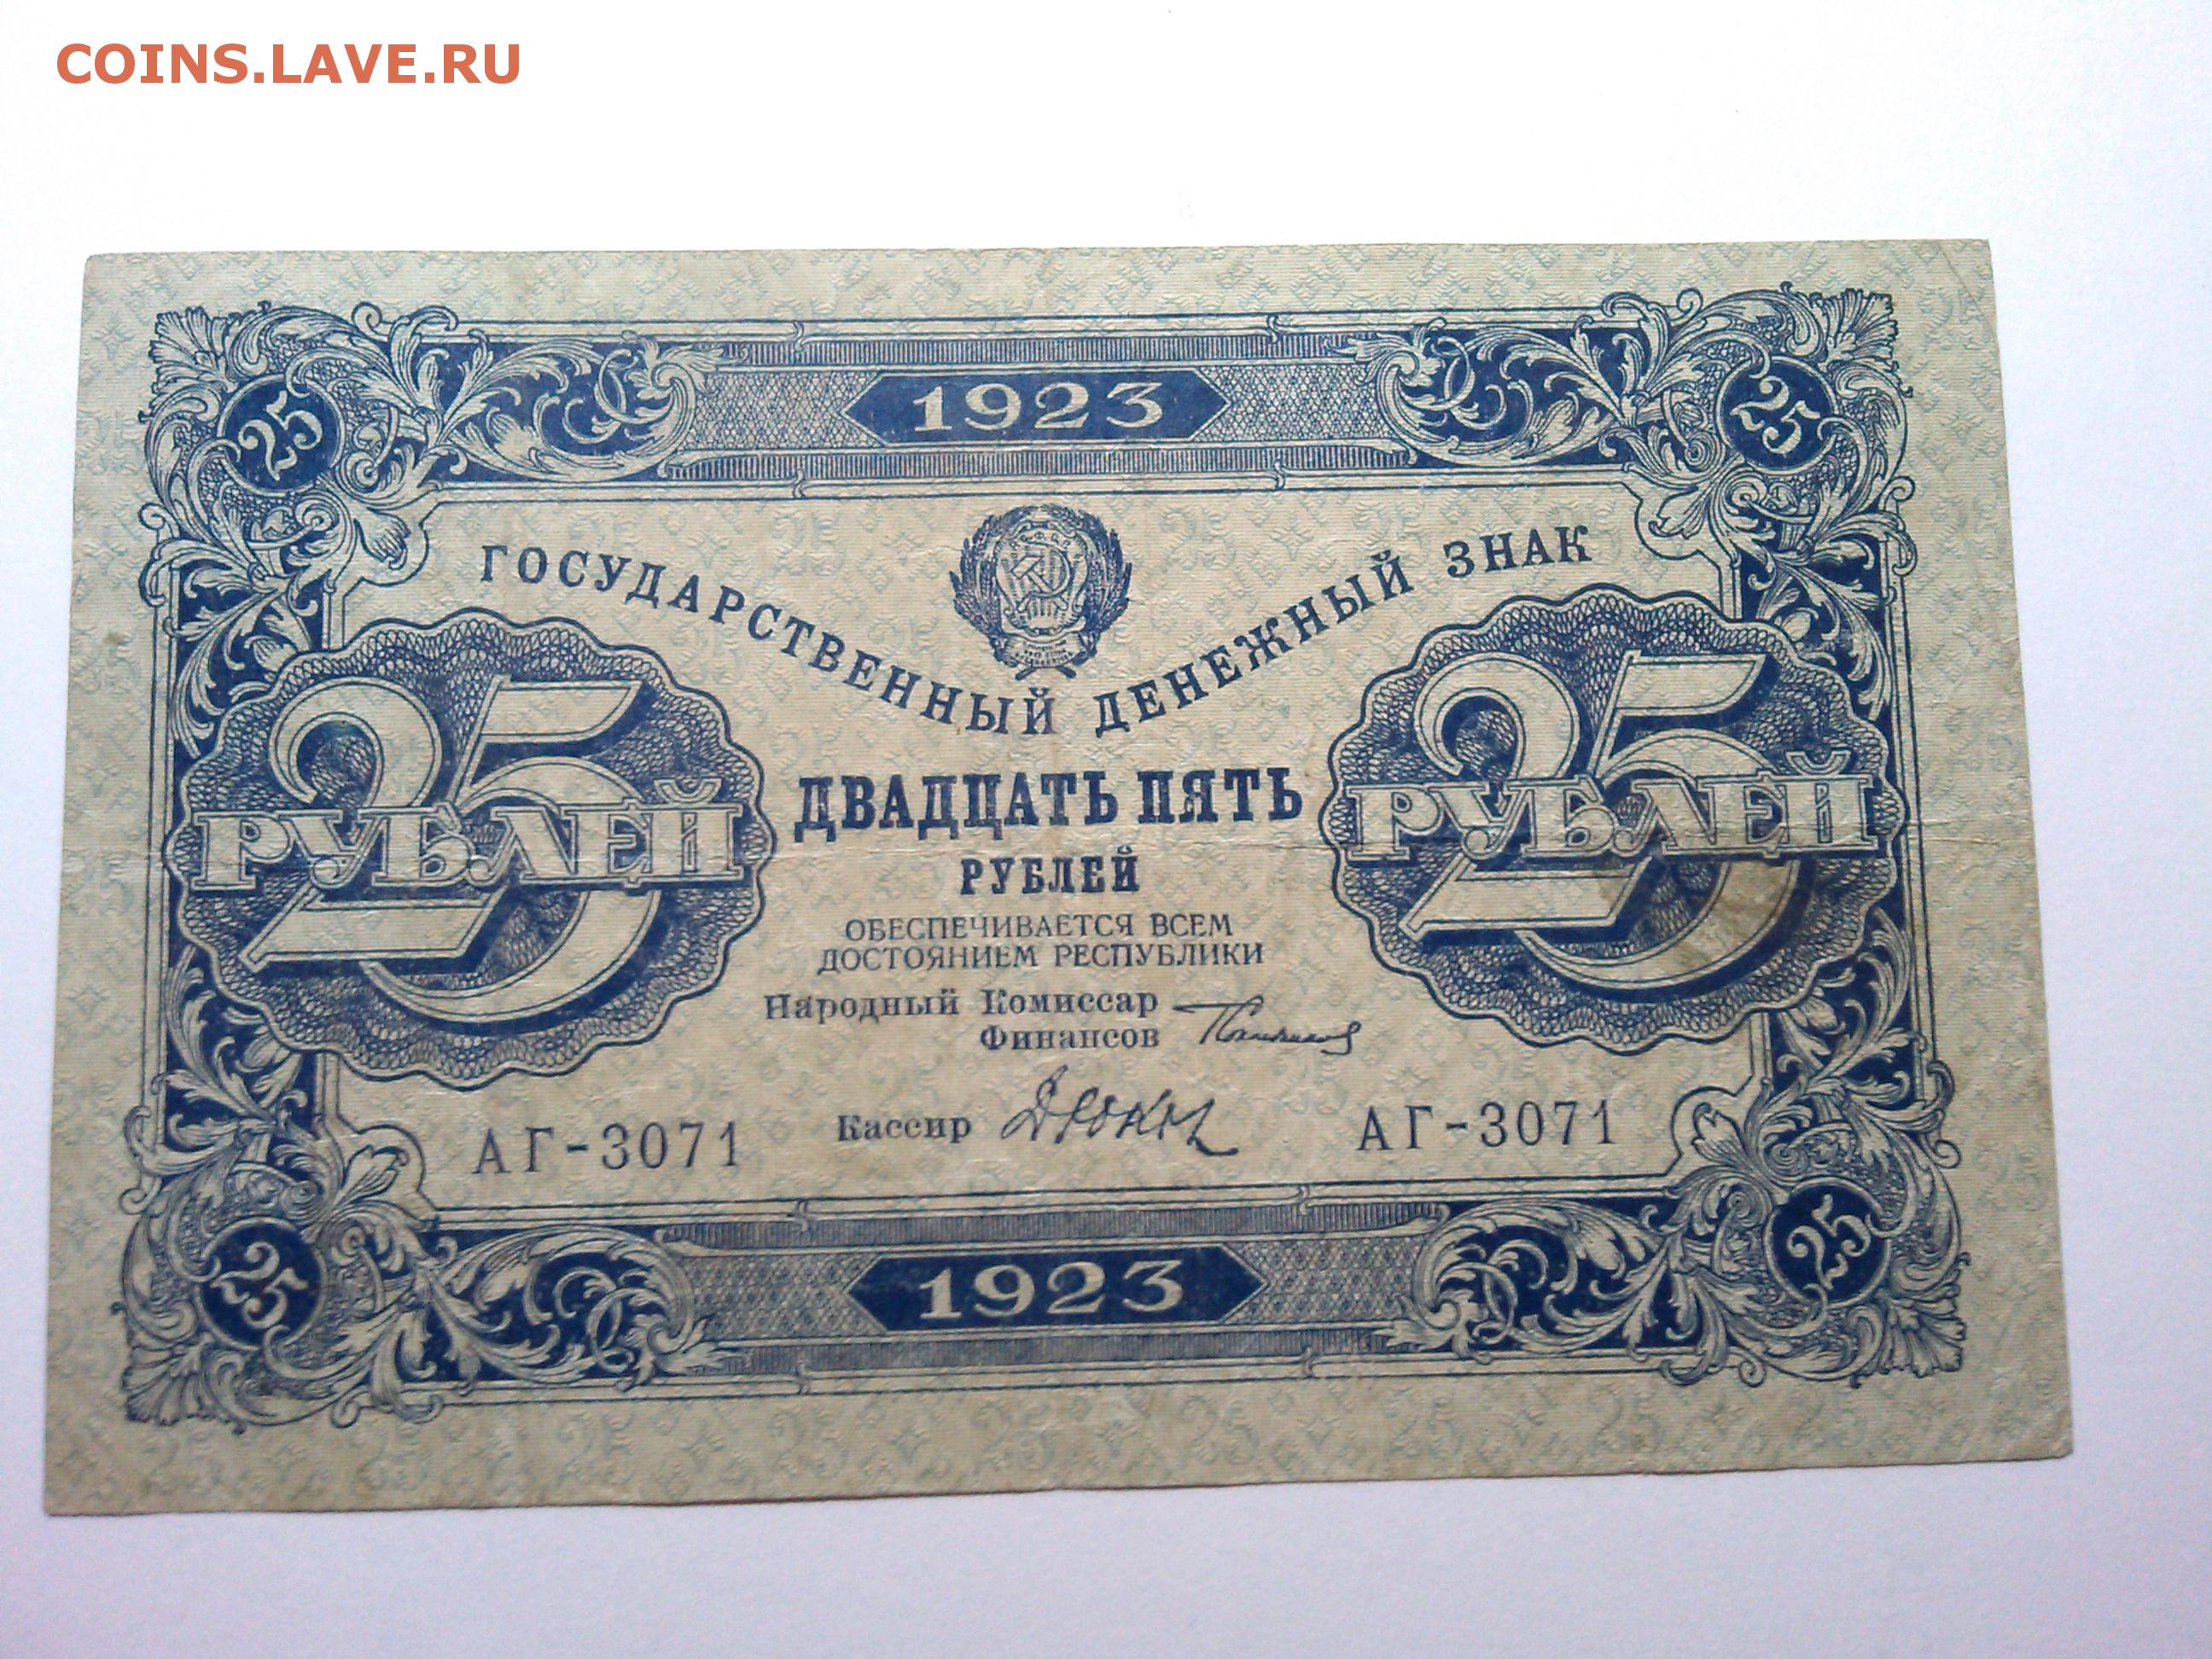 COINS.LAVE.RU
1923
25 25
ГОСУДАРСТВЕННЫЙ ДЕНЕЖНЫЙ ЗНАК
25 РУБЛЕЙ
25 РУБЛЕЙ
ДВАДЦАТЬ ПЯТЬ
РУБЛЕЙ
ОБЕСПЕЧИВАЕТСЯ ВСЕМ
ДОСТОЯНИЕМ РЕСПУБЛИКИ
Народный Комиссар
Финансов
Кассир
АГ-3071 АГ-3071
25 25
1923